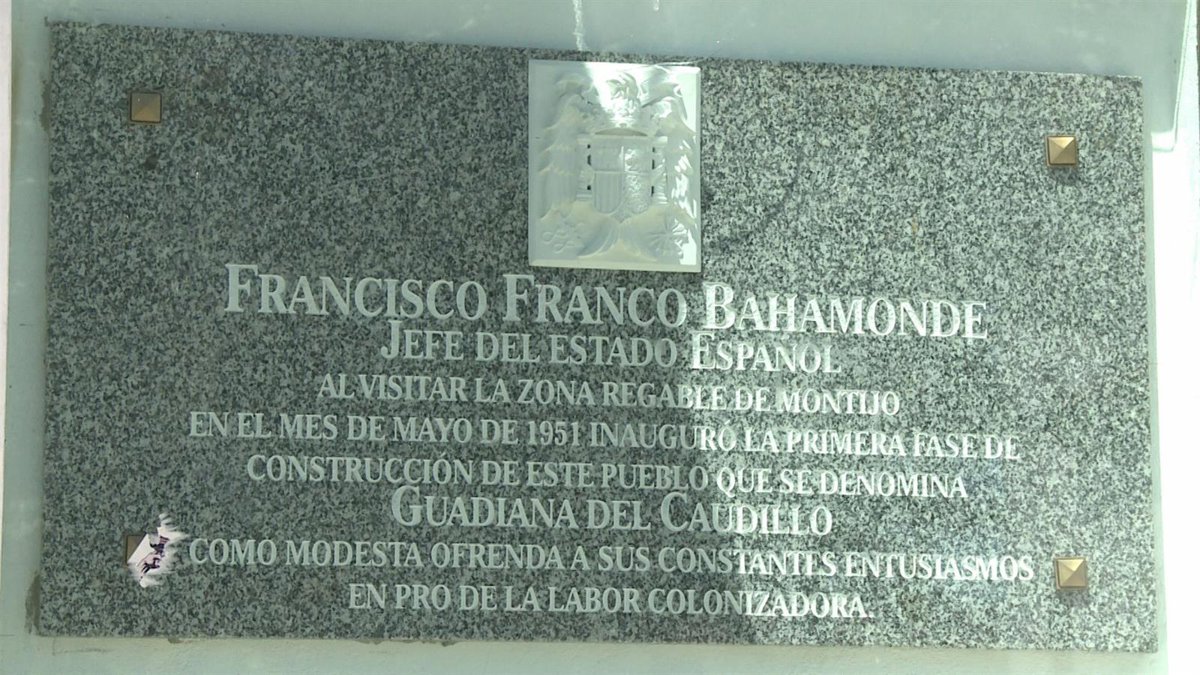 FRANCISCO FRANCO BAHAMONDE
JEFE DEL ESTADO ESPAÑOL
AL VISITAR LA ZONA REGABLE DE MONTIJO
EN EL MES DE MAYO DE 1951 INAUGURÓ LA PRIMERA FASE DE
CONSTRUCCIÓN DE ESTE PUEBLO QUE SE DENOMINA
GUADIANA DEL CAUDILLO
COMO MODESTA OFRENDA A SUS CONSTANTES ENTUSIASMOS
EN PRO DE LA LABOR COLONIZADORA.